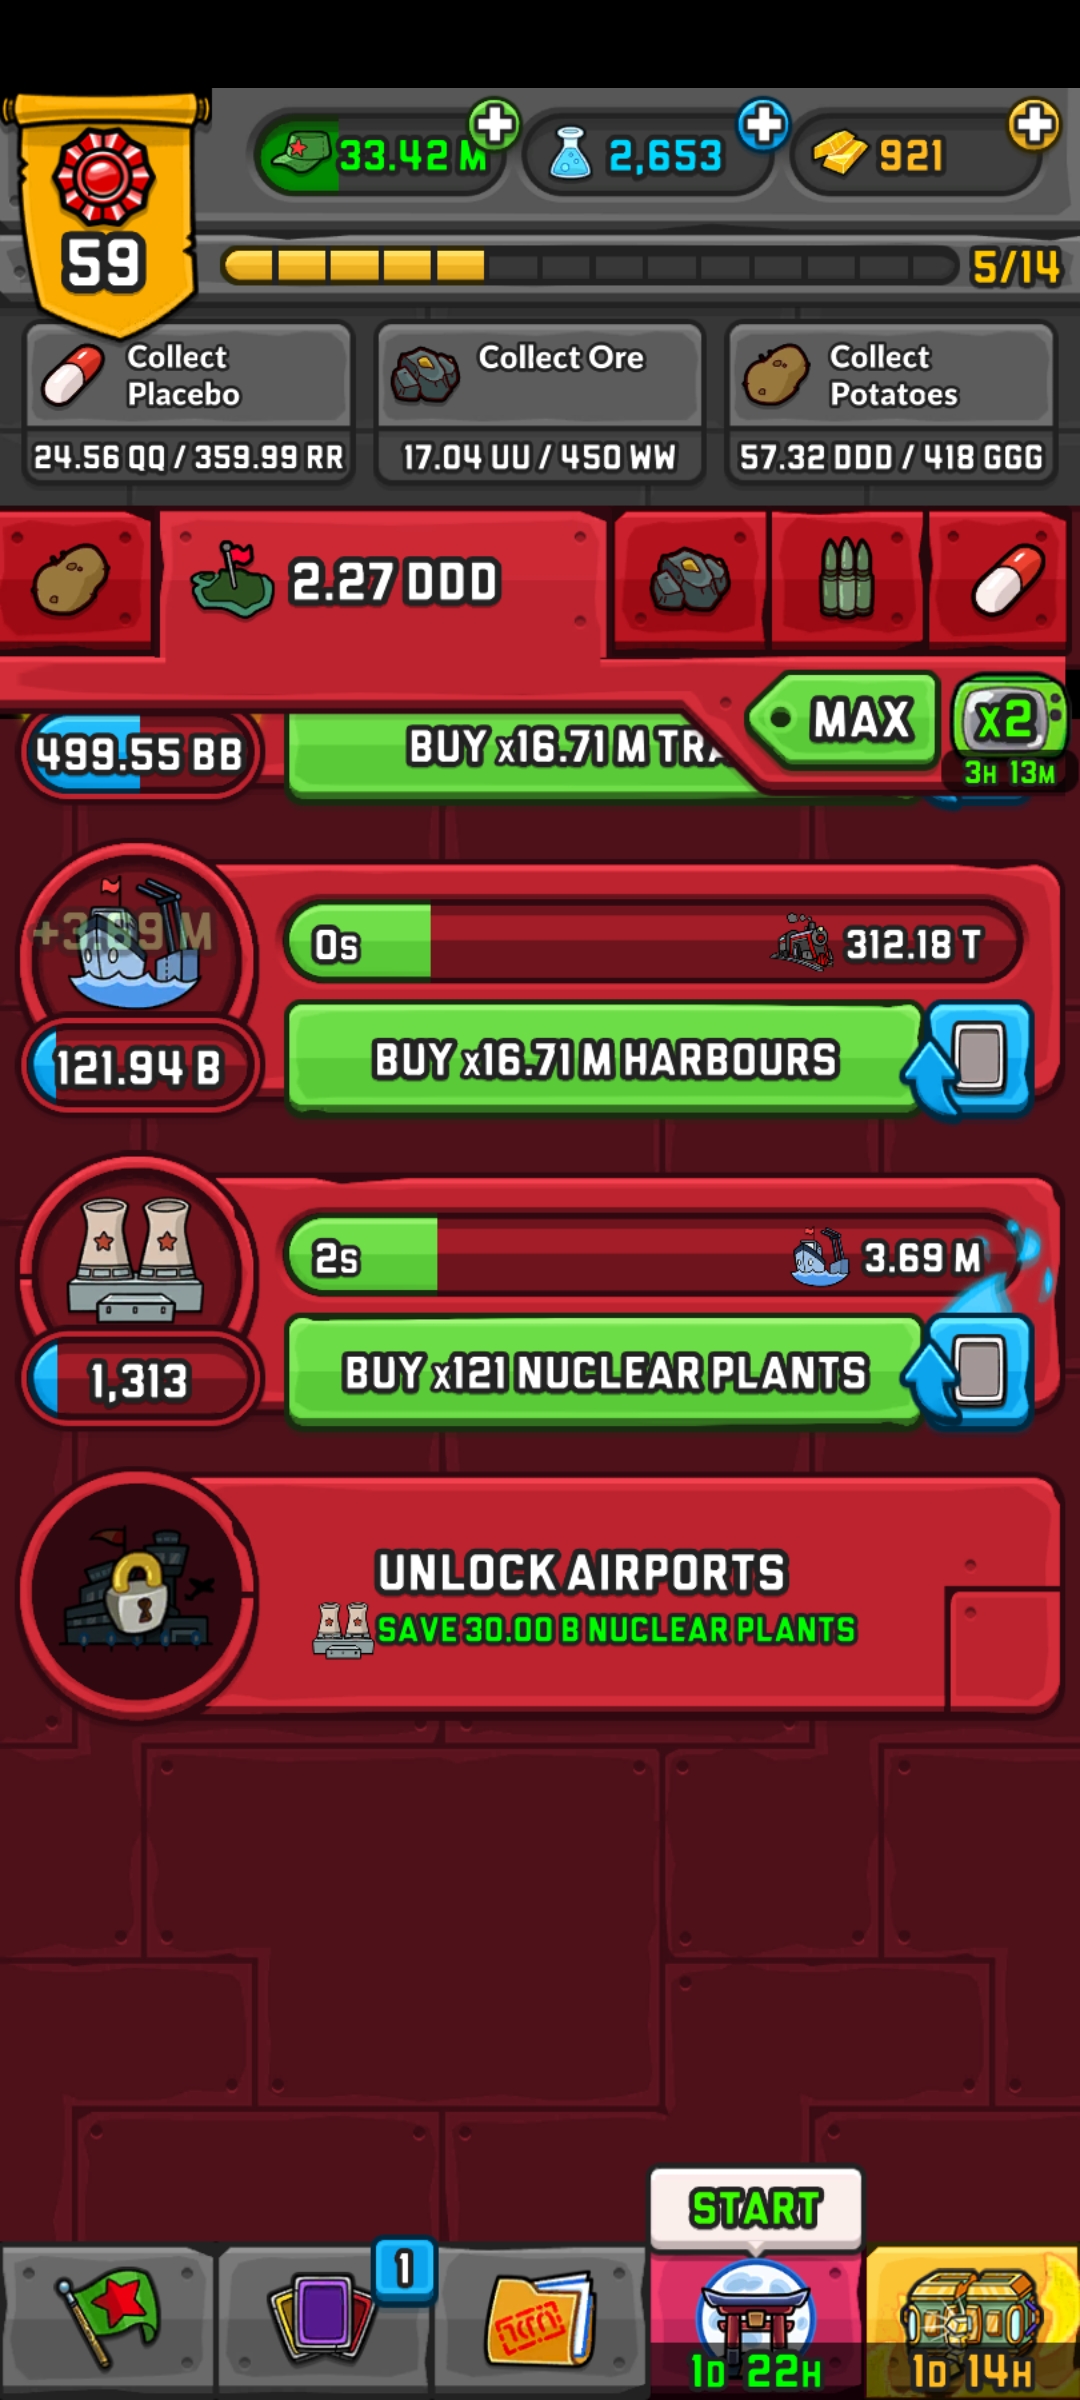 33.42 M
2,653
921
59
5/14
Collect
Placebo
Collect Ore
Collect
Potatoes
24.56 QQ / 359.99 RR
17.04 UU / 450 WW
57.32 DDD / 418 GGG
2.27 DDD
MAX
x2
3H 13M
499.55 BB
BUY x16.71 M
+3.69 M
0s
312.18 T
121.94 B
BUY x16.71 M HARBOURS
2s
3.69 M
1,313
BUY x121 NUCLEAR PLANTS
UNLOCK AIRPORTS
SAVE 30.00 B NUCLEAR PLANTS
START
1
1D 22H
1D 14H